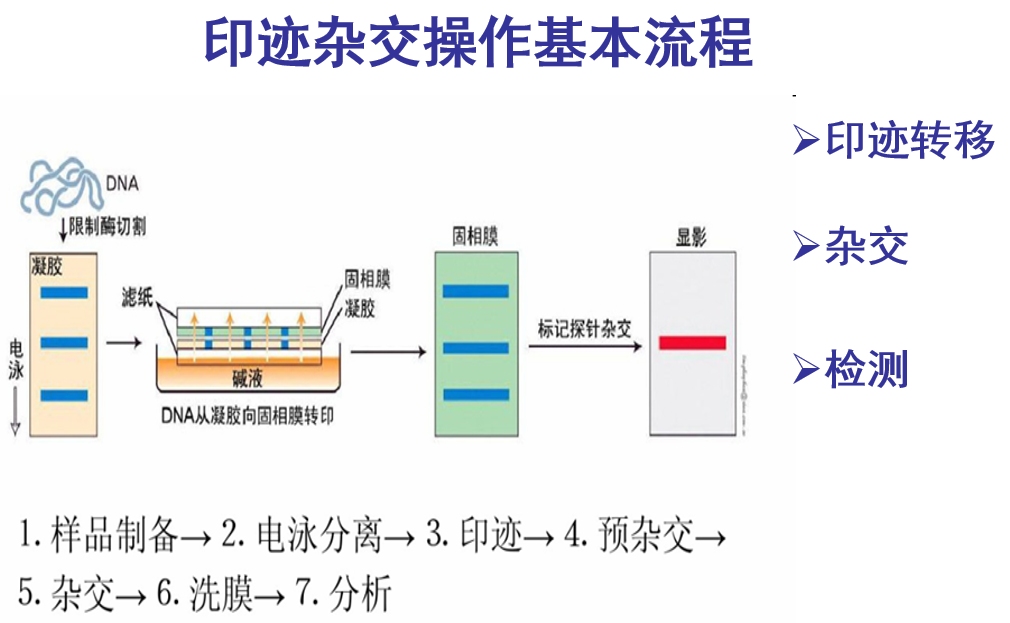 印迹杂交操作基本流程
➢印迹转移
➢杂交
➢检测
DNA
↓限制酶切割
凝胶
电泳
滤纸
固相膜
凝胶
碱液
DNA从凝胶向固相膜转印
固相膜
标记探针杂交
显影
1. 样品制备→ 2. 电泳分离→ 3. 印迹→ 4. 预杂交→
5. 杂交→ 6. 洗膜→ 7. 分析